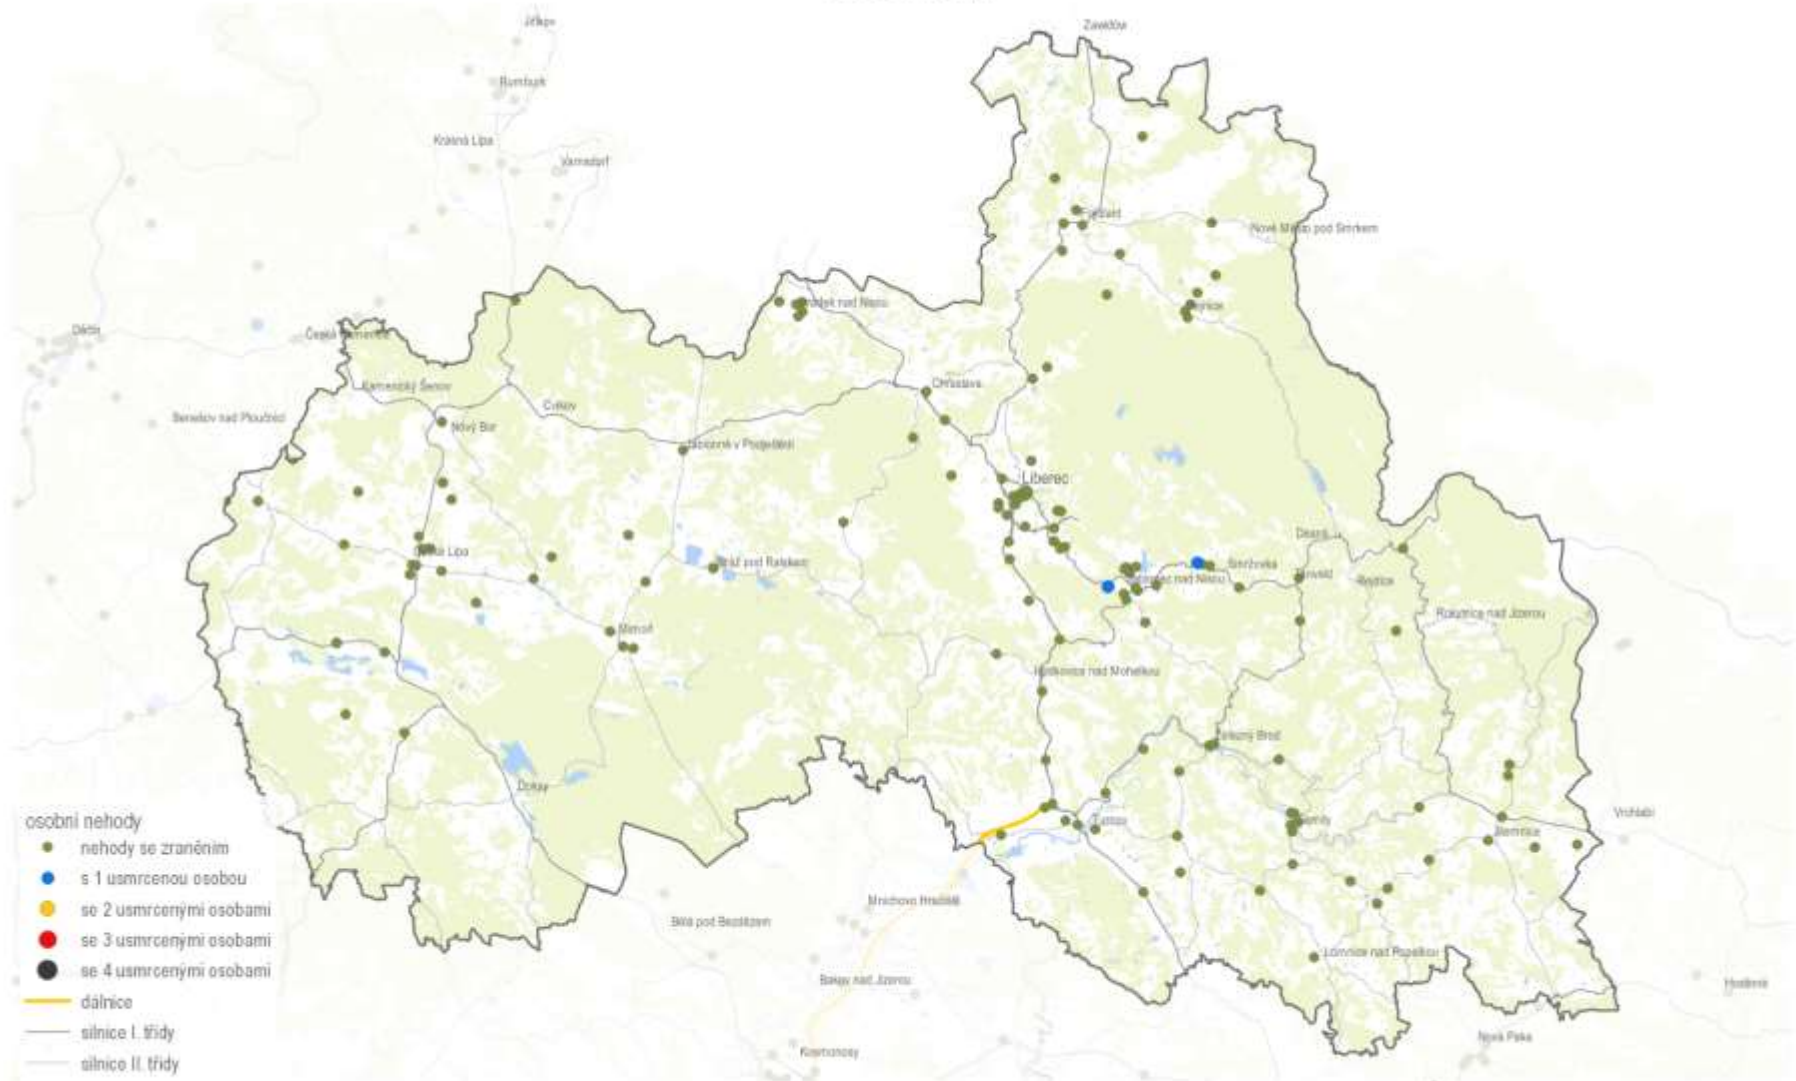 Zawidów
Jiříkov
Rumburk
Krásná Lípa
Varnsdorf
Frýdlant
Nové Město pod Smrkem
Hrádek nad Nisou
Děčín
Česká Kamenice
Chrastava
Kamenický Šenov
Cvikov
Benešov nad Ploučnicí
Nový Bor
Jablonné v Podještědí
Liberec
Desná
Česká Lípa
Stráž pod Ralskem
Smržovka
Jablonec nad Nisou
Tanvald
Rokytnice nad Jizerou
Mimoň
Hodkovice nad Mohelkou
Železný Brod
Doksy
Turnov
Semily
Vrchlabí
Jilemnice
Mnichovo Hradiště
Bělá pod Bezdězem
Lomnice nad Popelkou
Bakov nad Jizerou
Hostinné
Nová Paka
Kosmonosy
osobní nehody
nehody se zraněním
s 1 usmrcenou osobou
se 2 usmrcenými osobami
se 3 usmrcenými osobami
se 4 usmrcenými osobami
dálnice
silnice I. třídy
silnice II. třídy